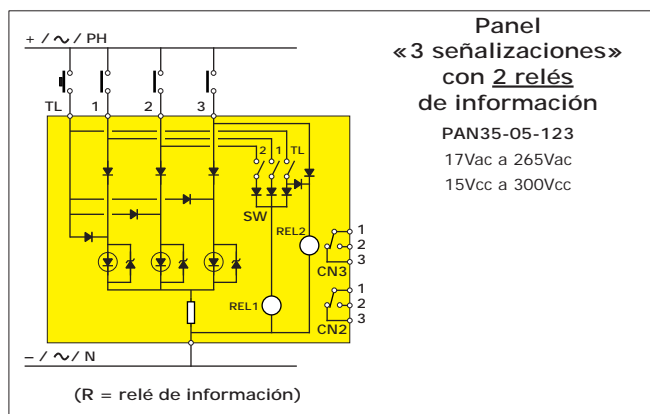 + / ∿ / PH
TL 1 2 3
2 1 TL
SW
REL2
REL1
1
2
3
CN3
1
2
3
CN2
– / ∿ / N
(R = relé de información)
Panel
«3 señalizaciones»
con 2 relés
de información
PAN35-05-123
17Vac a 265Vac
15Vcc a 300Vcc